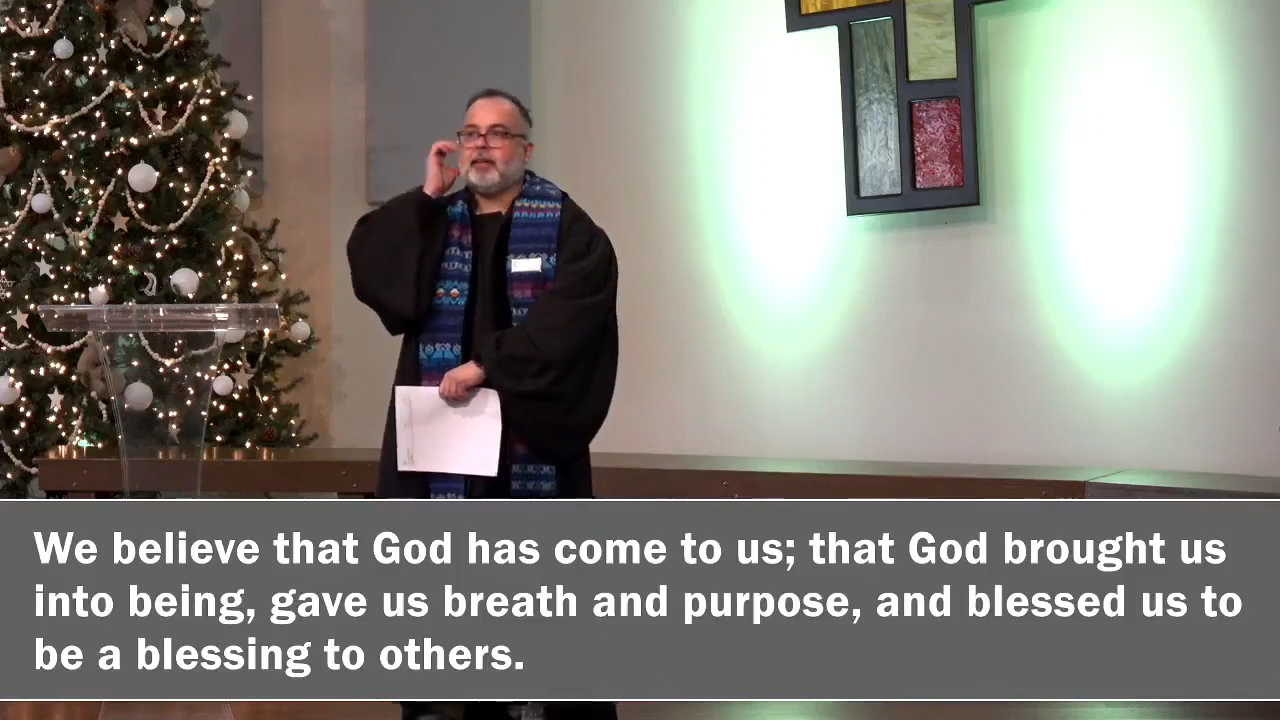 We believe that God has come to us; that God brought us
into being, gave us breath and purpose, and blessed us to
be a blessing to others.